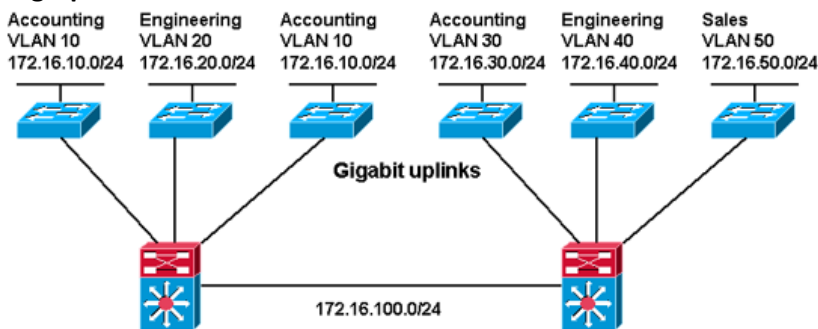 Accounting
VLAN 10
172.16.10.0/24
Engineering
VLAN 20
172.16.20.0/24
Accounting
VLAN 10
172.16.10.0/24
Accounting
VLAN 30
172.16.30.0/24
Engineering
VLAN 40
172.16.40.0/24
Sales
VLAN 50
172.16.50.0/24
Gigabit uplinks
172.16.100.0/24